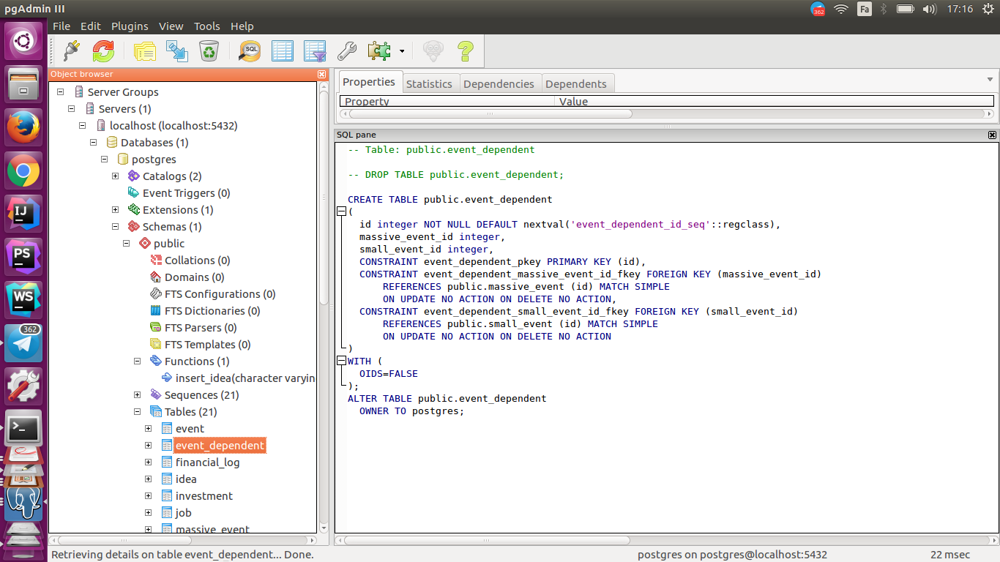 pgAdmin III
362
Fa
17:16
File Edit Plugins View Tools Help
SQL
Object browser
Server Groups
Servers (1)
localhost (localhost:5432)
Databases (1)
postgres
Catalogs (2)
Event Triggers (0)
Extensions (1)
Schemas (1)
public
Collations (0)
Domains (0)
FTS Configurations (0)
FTS Dictionaries (0)
FTS Parsers (0)
FTS Templates (0)
Functions (1)
insert_idea(character varyin
Sequences (21)
Tables (21)
event
event_dependent
financial_log
idea
investment
job
massive_event
IJ
PS
WS
362
Properties Statistics Dependencies Dependents
Property Value
SQL pane
-- Table: public.event_dependent
-- DROP TABLE public.event_dependent;
CREATE TABLE public.event_dependent
(
id integer NOT NULL DEFAULT nextval('event_dependent_id_seq'::regclass),
massive_event_id integer,
small_event_id integer,
CONSTRAINT event_dependent_pkey PRIMARY KEY (id),
CONSTRAINT event_dependent_massive_event_id_fkey FOREIGN KEY (massive_event_id)
REFERENCES public.massive_event (id) MATCH SIMPLE
ON UPDATE NO ACTION ON DELETE NO ACTION,
CONSTRAINT event_dependent_small_event_id_fkey FOREIGN KEY (small_event_id)
REFERENCES public.small_event (id) MATCH SIMPLE
ON UPDATE NO ACTION ON DELETE NO ACTION
)
WITH (
OIDS=FALSE
);
ALTER TABLE public.event_dependent
OWNER TO postgres;
Retrieving details on table event_dependent... Done.
postgres on postgres@localhost:5432
22 msec